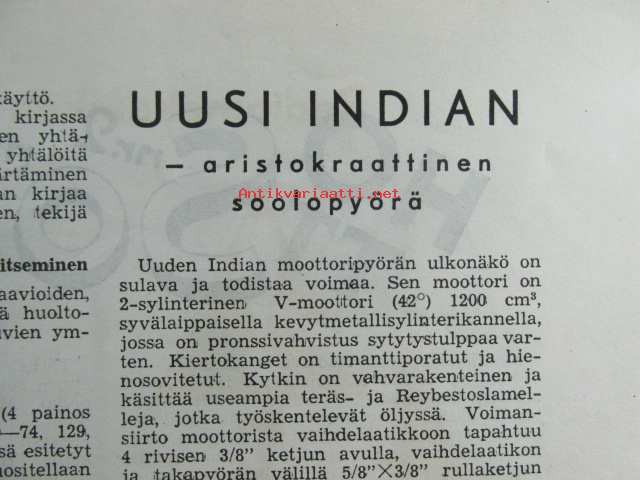 käyttö.
kirjassa
en yhtä-
yhtälöitä
ärtäminen
an kirjaa
en, tekijä
itseminen
aavioiden,
ä huolto-
uvien ym-
(4 painos
0—74, 129,
sä esitetyt
uositellaan
UUSI INDIAN
— aristokraattinen
Antikvariaatti.net
soolopyörä
Uuden Indian moottoripyörän ulkonäkö on
sulava ja todistaa voimaa. Sen moottori on
2-sylinterinen V-moottori (42°) 1200 cm³,
syvälaippaisella kevytmetallisylinterikannella,
jossa on pronssivahvistus sytytystulppaa var-
ten. Kiertokanget on timanttiporatut ja hie-
nosovitetut. Kytkin on vahvarakenteinen ja
käsittää useampia teräs- ja Reybestoslamel-
leja, jotka työskentelevät öljyssä. Voiman-
siirto moottorista vaihdelaatikkoon tapahtuu
4 rivisen 3/8" ketjun avulla, vaihdelaatikon
ja takapyörän välillä 5/8"×3/8" rullaketjun